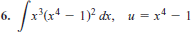 6. ∫x³(x⁴ − 1)² dx, u = x⁴ − 1